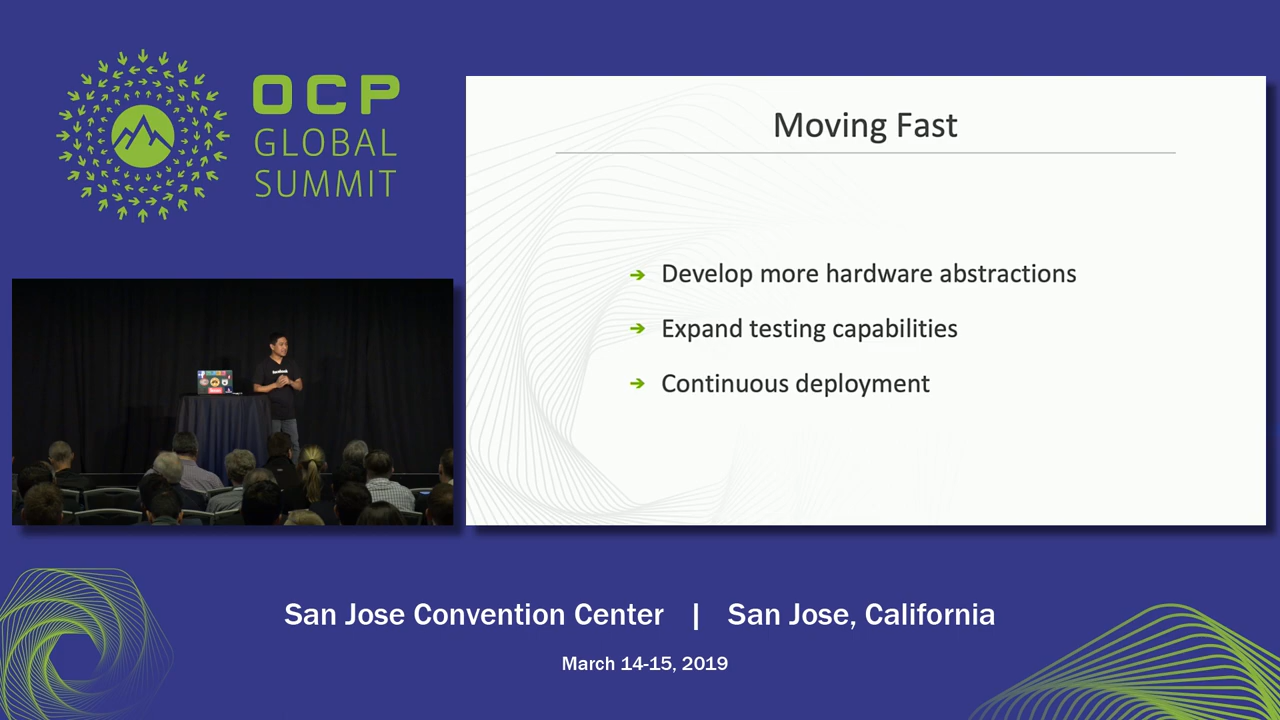 OCP
GLOBAL
SUMMIT
Moving Fast
Develop more hardware abstractions
Expand testing capabilities
Continuous deployment
San Jose Convention Center | San Jose, California
March 14-15, 2019